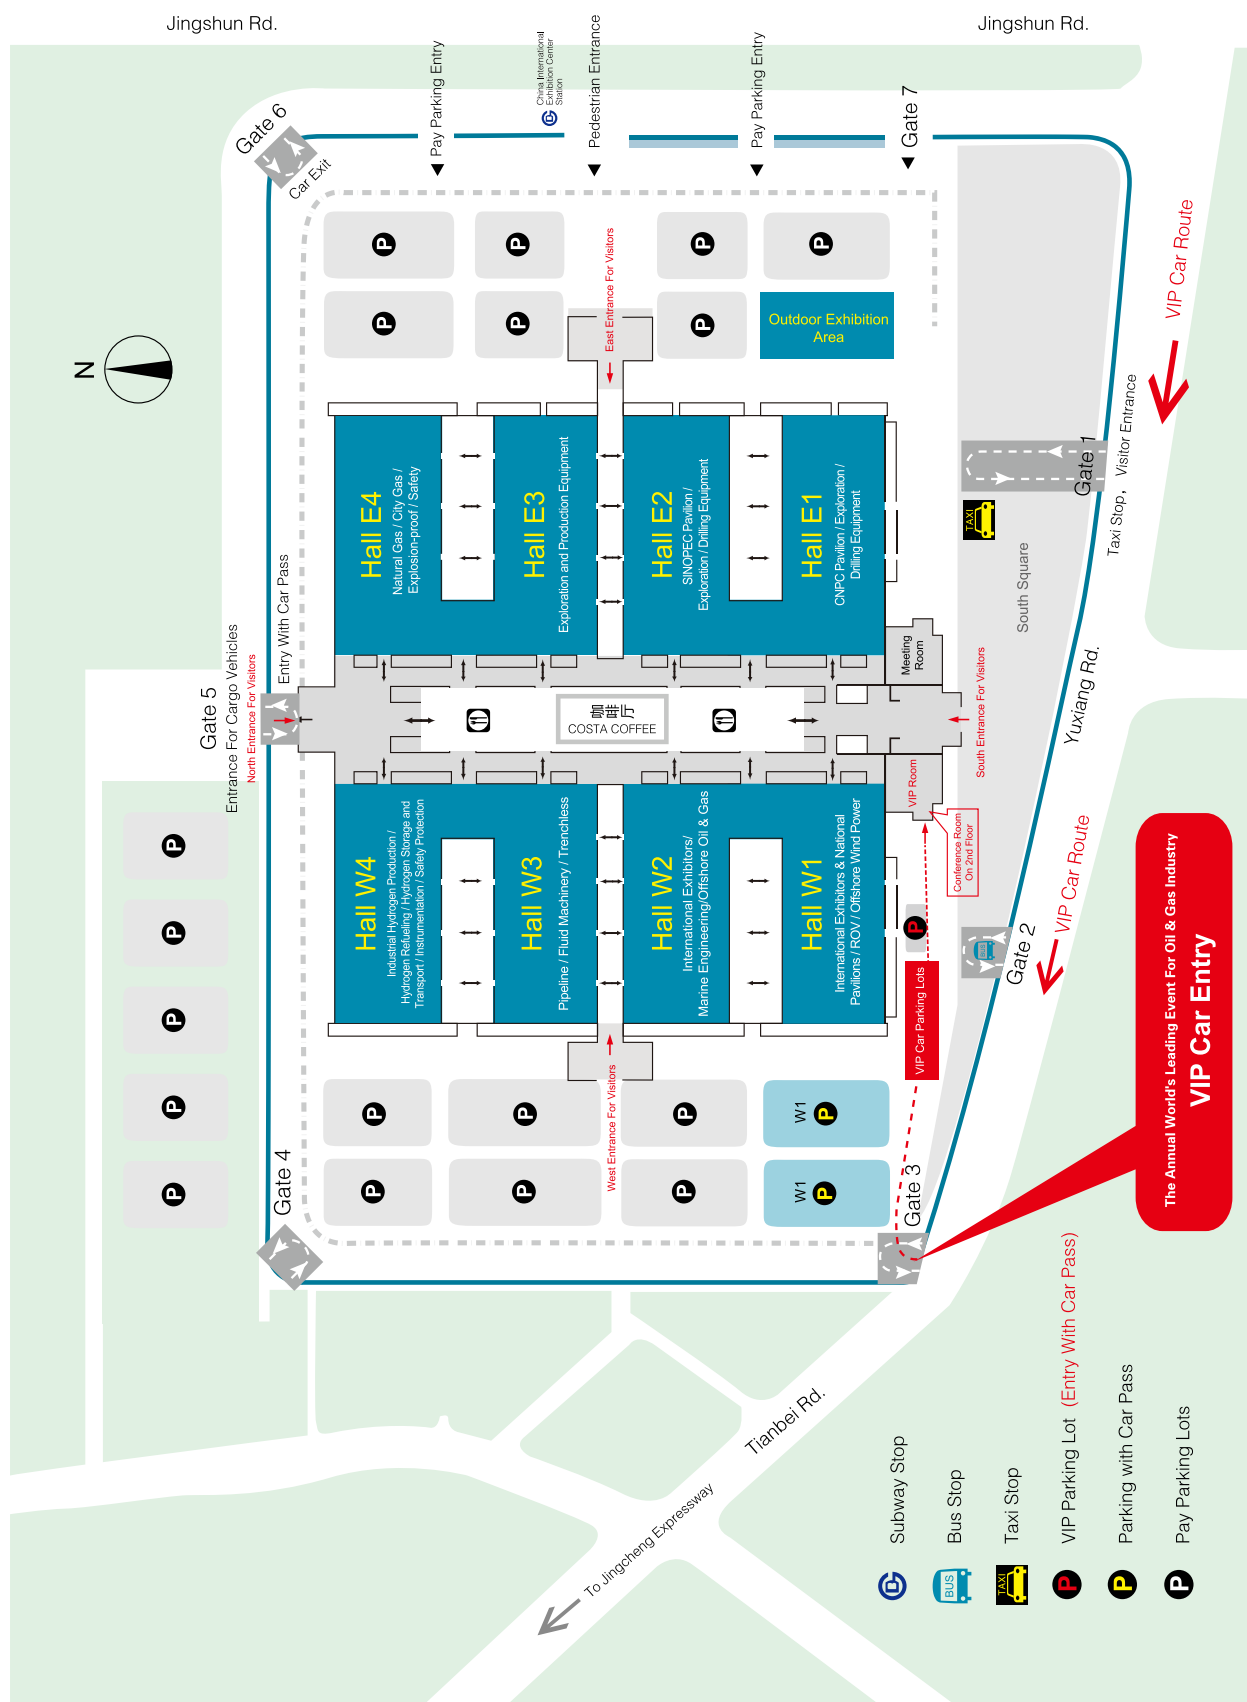 Jingshun Rd.
Jingshun Rd.
Gate 6
Car Exit
Pay Parking Entry
China International
Exhibition Center
Station
Pedestrian Entrance
Pay Parking Entry
Gate 7
VIP Car Route
N
P
P
P
P
P
P
P
East Entrance For Visitors
Outdoor Exhibition
Area
Hall E4
Natural Gas / City Gas /
Explosion-proof / Safety
Hall E3
Exploration and Production Equipment
Hall E2
SINOPEC Pavilion /
Exploration / Drilling Equipment
Hall E1
CNPC Pavilion / Exploration /
Drilling Equipment
Gate 1
Taxi Stop, Visitor Entrance
TAXI
South Square
Yuxiang Rd.
Gate 5
Entrance For Cargo Vehicles
North Entrance For Visitors
Entry With Car Pass
咖啡厅
COSTA COFFEE
Meeting
Room
VIP Room
South Entrance For Visitors
Conference Room
On 2nd Floor
Hall W4
Industrial Hydrogen Production /
Hydrogen Refueling / Hydrogen Storage and
Transport / Instrumentation / Safety Protection
Hall W3
Pipeline / Fluid Machinery / Trenchless
Hall W2
International Exhibitors/
Marine Engineering/Offshore Oil & Gas
Hall W1
International Exhibitors & National
Pavilions / ROV / Offshore Wind Power
P
VIP Car Parking Lots
BUS
Gate 2
VIP Car Route
P
P
P
P
P
West Entrance For Visitors
P
P
P
P
P
P
W1
P
W1
P
Gate 4
Gate 3
The Annual World's Leading Event For Oil & Gas Industry
VIP Car Entry
Tianbei Rd.
To Jingcheng Expressway
Subway Stop
BUS
Bus Stop
TAXI
Taxi Stop
P
VIP Parking Lot (Entry With Car Pass)
P
Parking with Car Pass
P
Pay Parking Lots